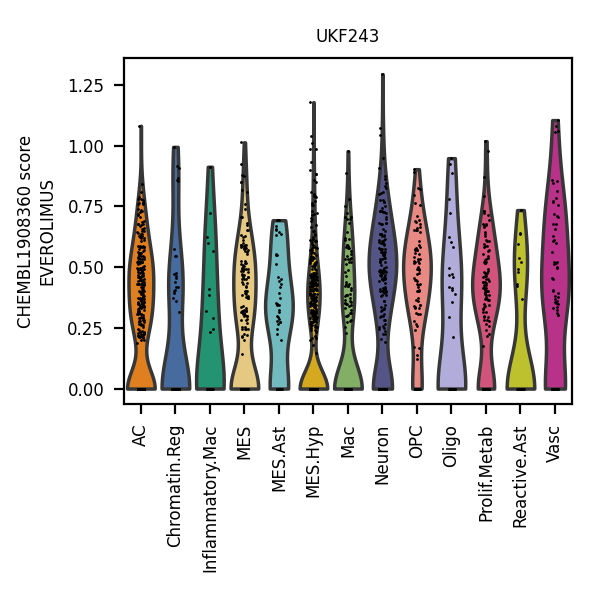 UKF243
CHEMBL1908360 score
EVEROLIMUS
1.25
1.00
0.75
0.50
0.25
0.00
AC
Chromatin.Reg
Inflammatory.Mac
MES
MES.Ast
MES.Hyp
Mac
Neuron
OPC
Oligo
Prolif.Metab
Reactive.Ast
Vasc